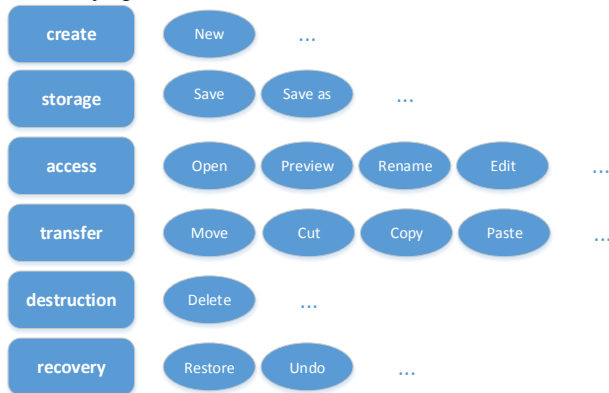 create New ...
storage Save Save as ...
access Open Preview Rename Edit ...
transfer Move Cut Copy Paste ...
destruction Delete ...
recovery Restore Undo ...